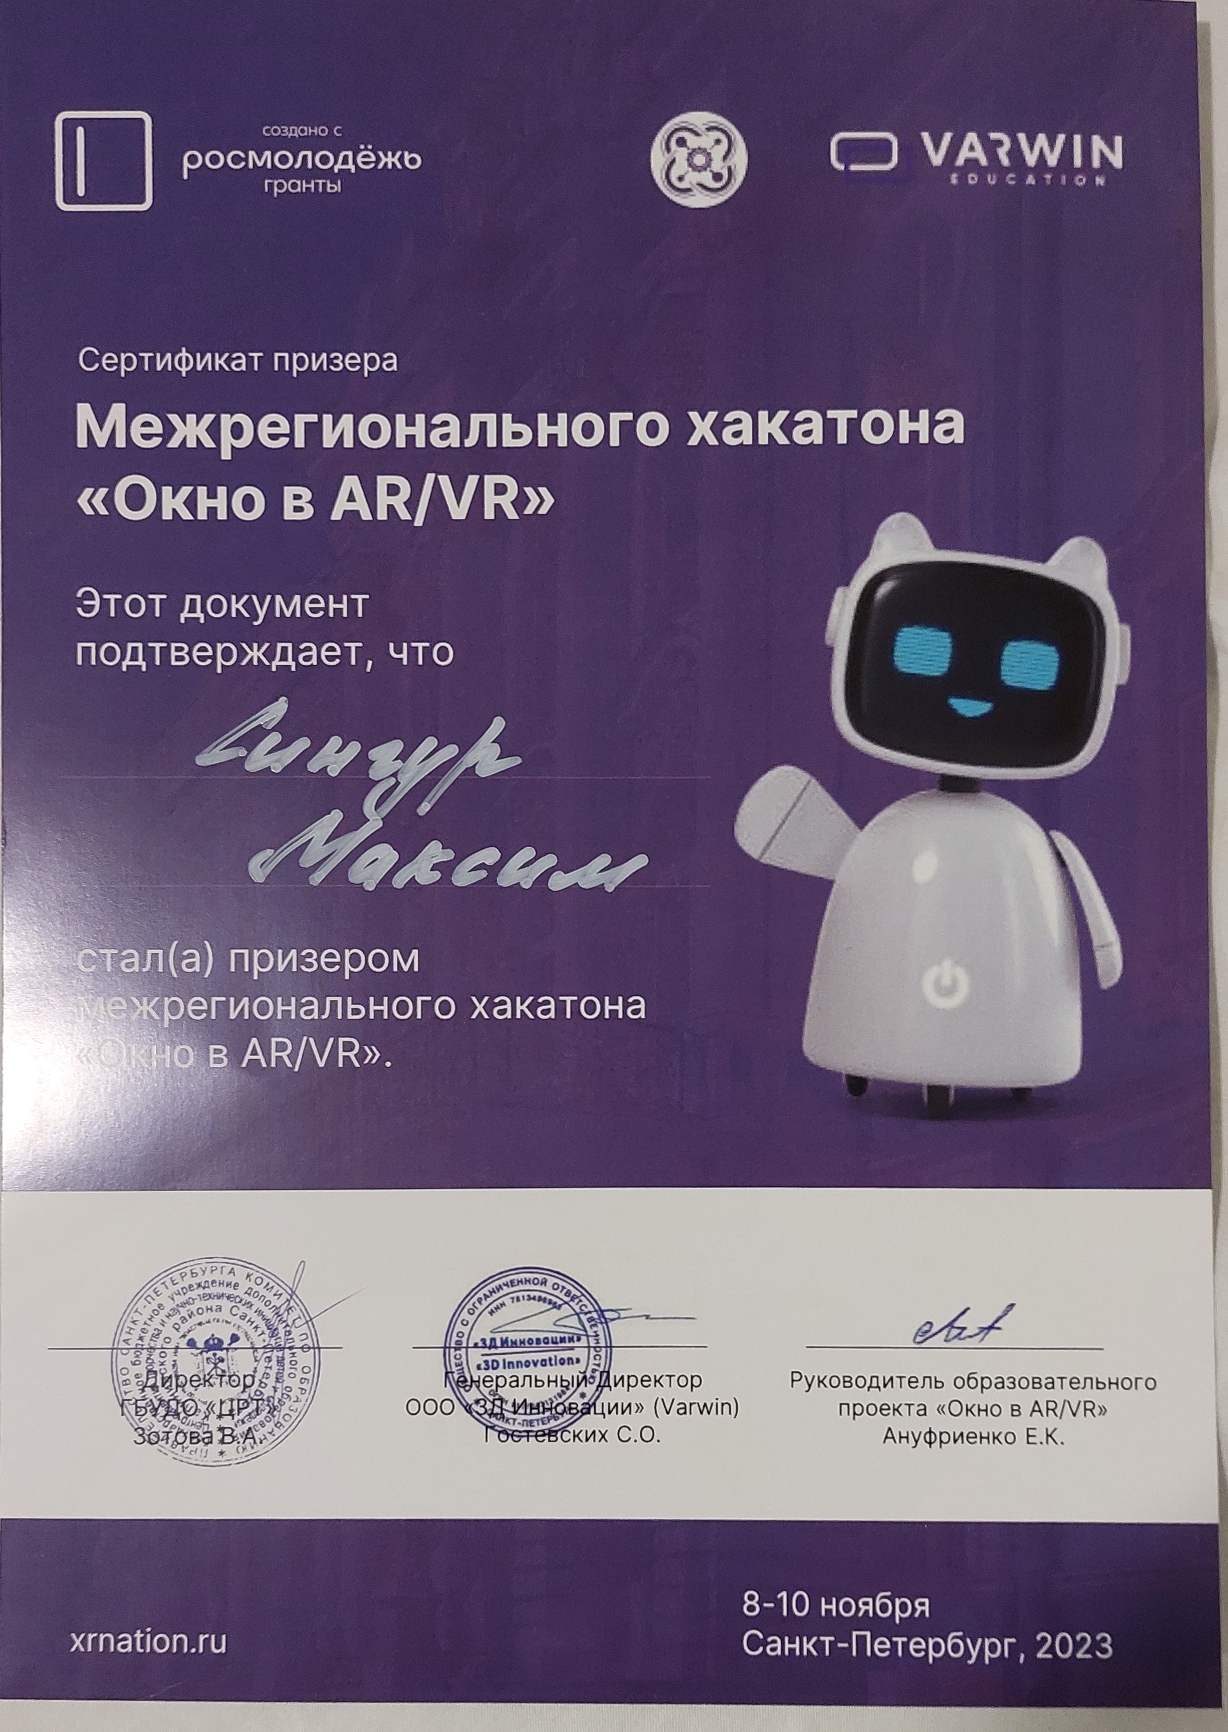 создано с
росмолодёжь
гранты
VARWIN
EDUCATION
Сертификат призера
Межрегионального хакатона
«Окно в AR/VR»
Этот документ
подтверждает, что
Сингур
Максим
стал(а) призером
межрегионального хакатона
«Окно в AR/VR».
«3Д Инновации»
«3D Innovation»
Директор
ГБУДО «ЦРТ»
Зотова В.А.
Генеральный Директор
ООО «3Д Инновации» (Varwin)
Гостевских С.О.
Руководитель образовательного
проекта «Окно в AR/VR»
Ануфриенко Е.К.
xrnation.ru
8-10 ноября
Санкт-Петербург, 2023